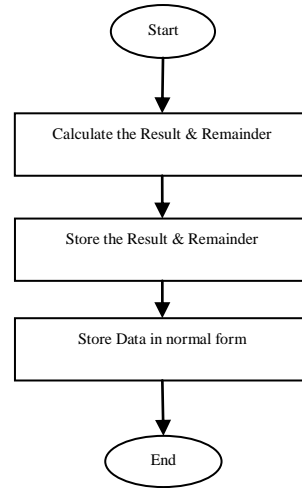 Start
Calculate the Result & Remainder
Store the Result & Remainder
Store Data in normal form
End